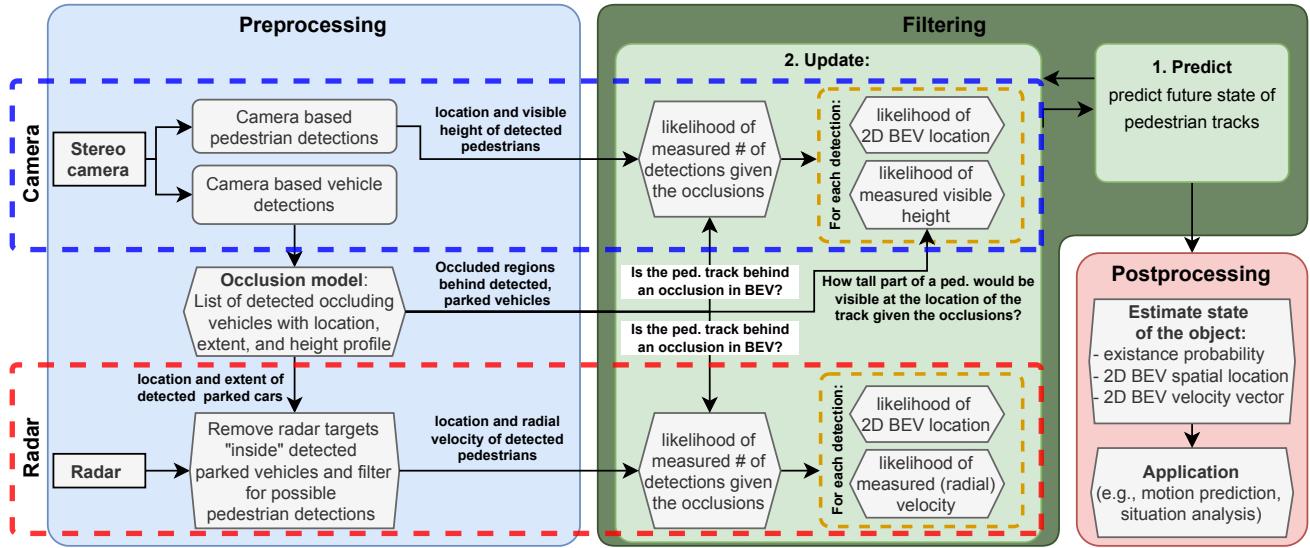 Preprocessing
Camera
Stereo
camera
Camera based
pedestrian detections
Camera based vehicle
detections
location and visible
height of detected
pedestrians
Occlusion model:
List of detected occluding
vehicles with location,
extent, and height profile
Occluded regions
behind detected,
parked vehicles
location and extent of
detected parked cars
Radar
Radar
Remove radar targets
"inside" detected
parked vehicles and filter
for possible
pedestrian detections
location and radial
velocity of detected
pedestrians
Filtering
2. Update:
likelihood of
measured # of
detections given
the occlusions
For each detection:
likelihood of
2D BEV location
likelihood of
measured visible
height
Is the ped. track behind
an occlusion in BEV?
How tall part of a ped. would be
visible at the location of the
track given the occlusions?
Is the ped. track behind
an occlusion in BEV?
likelihood of
measured # of
detections given
the occlusions
For each detection:
likelihood of
2D BEV location
likelihood of
measured (radial)
velocity
1. Predict
predict future state of
pedestrian tracks
Postprocessing
Estimate state
of the object:
- existance probability
- 2D BEV spatial location
- 2D BEV velocity vector
Application
(e.g., motion prediction,
situation analysis)